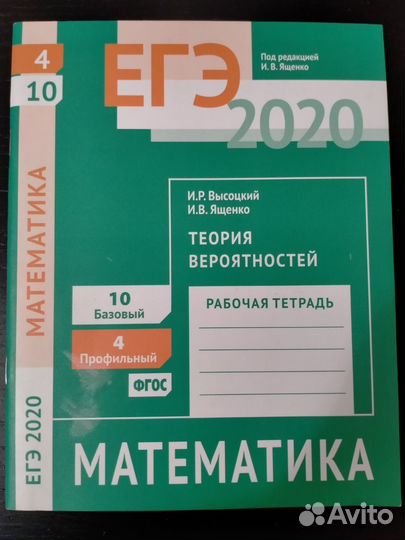 4
10
ЕГЭ
2020
Под редакцией
И. В. Ященко
И.Р. Высоцкий
И.В. Ященко
ТЕОРИЯ
ВЕРОЯТНОСТЕЙ
10
Базовый
4
Профильный
ФГОС
РАБОЧАЯ ТЕТРАДЬ
МАТЕМАТИКА
ЕГЭ 2020
МАТЕМАТИКА
Avito